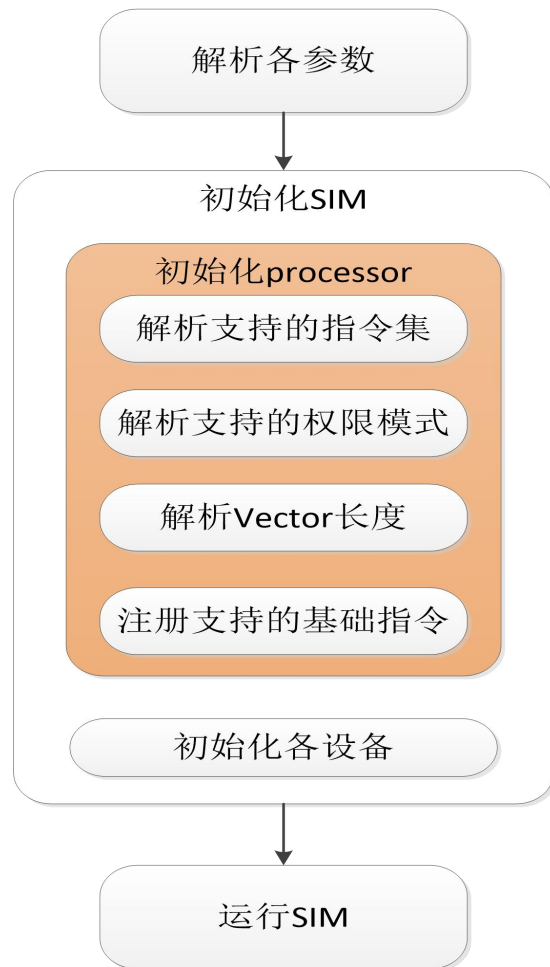 解析各参数
初始化SIM
初始化processor
解析支持的指令集
解析支持的权限模式
解析Vector长度
注册支持的基础指令
初始化各设备
运行SIM